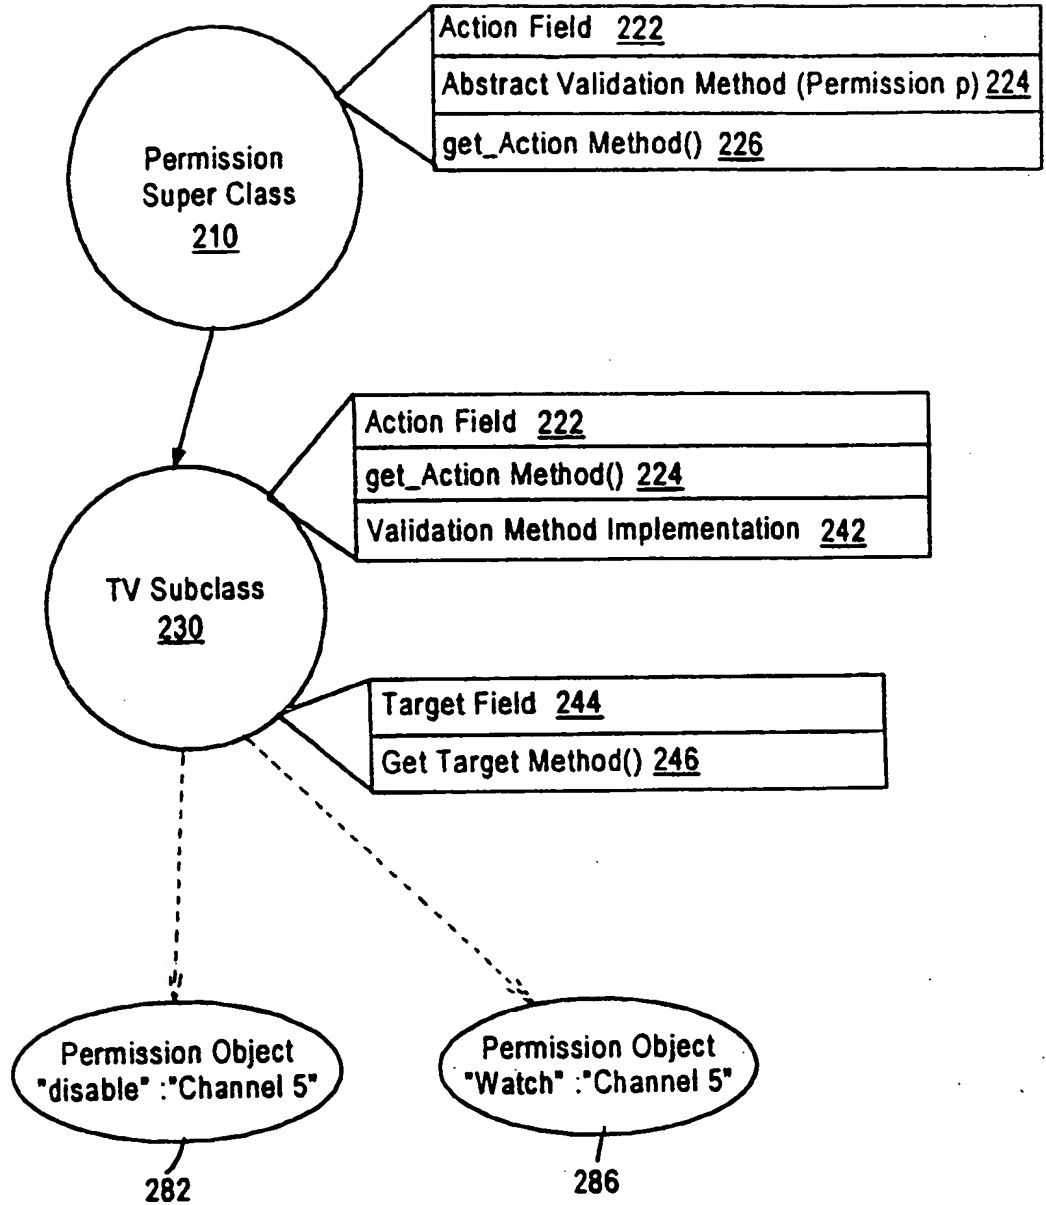 Action Field 222
Abstract Validation Method (Permission p) 224
get_Action Method() 226
Permission
Super Class
210
Action Field 222
get_Action Method() 224
Validation Method Implementation 242
TV Subclass
230
Target Field 244
Get Target Method() 246
Permission Object
"disable" :"Channel 5"
282
Permission Object
"Watch" :"Channel 5"
286